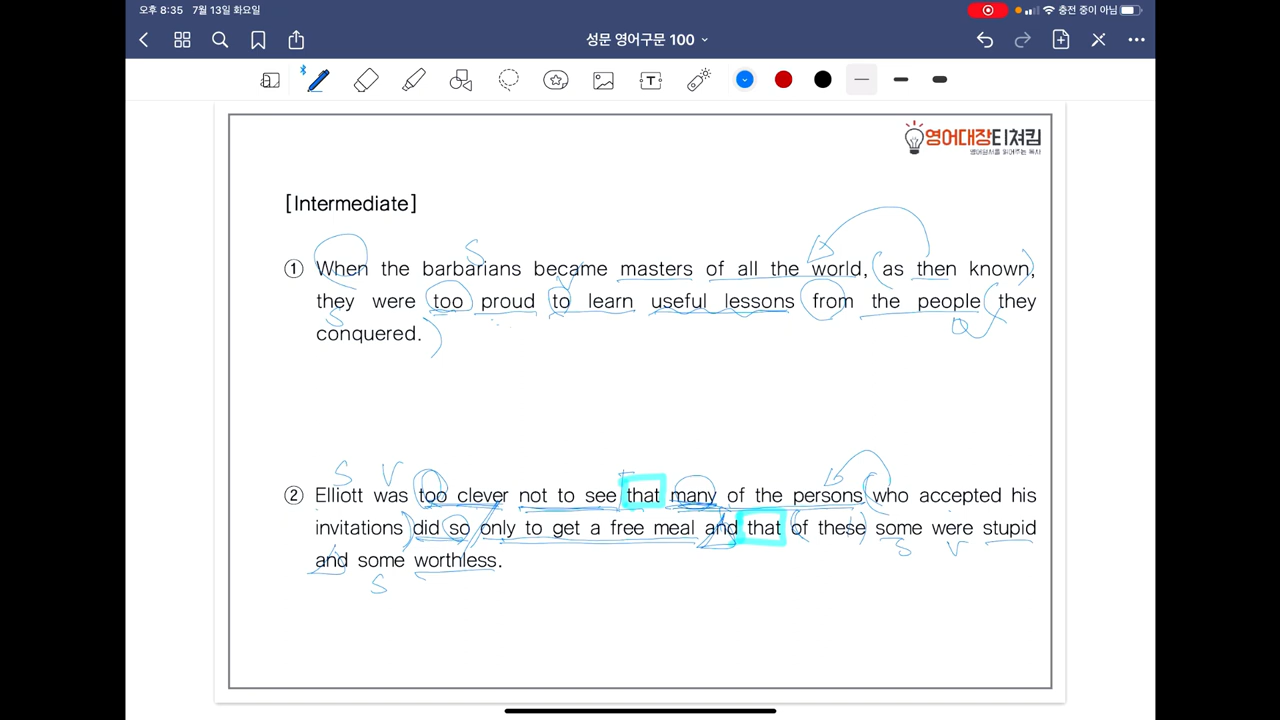 오후 8:35 7월 13일 화요일
충전 중이 아님
성문 영어구문 100
영어대장티쳐킴
[Intermediate]
① When the barbarians became masters of all the world, as then known,
they were too proud to learn useful lessons from the people they
conquered.
S
V
S
S V
② Elliott was too clever not to see that many of the persons who accepted his
invitations did so only to get a free meal and that of these some were stupid
and some worthless.
S V
S